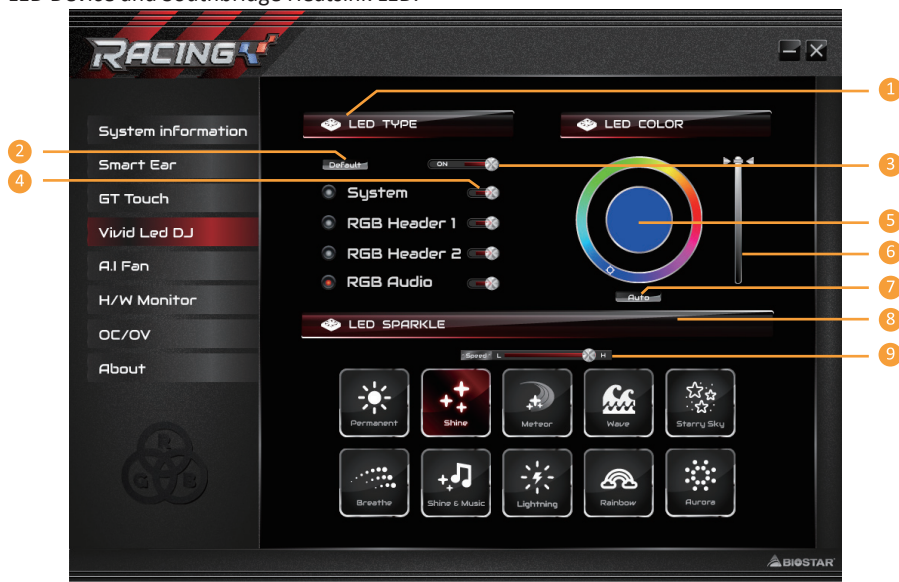 LED Device and Southbridge Heatsink LED.
RACING
1
LED TYPE
LED COLOR
System information
2
Smart Ear
Default
ON
3
4
GT Touch
System
Vivid Led DJ
RGB Header 1
5
A.I Fan
RGB Header 2
6
H/W Monitor
RGB Audio
7
Auto
OC/OV
LED SPARKLE
8
About
Speed L H
9
Permanent
Shine
Meteor
Wave
Starry Sky
R
G B
Breathe
Shine & Music
Lightning
Rainbow
Aurora
BIOSTAR